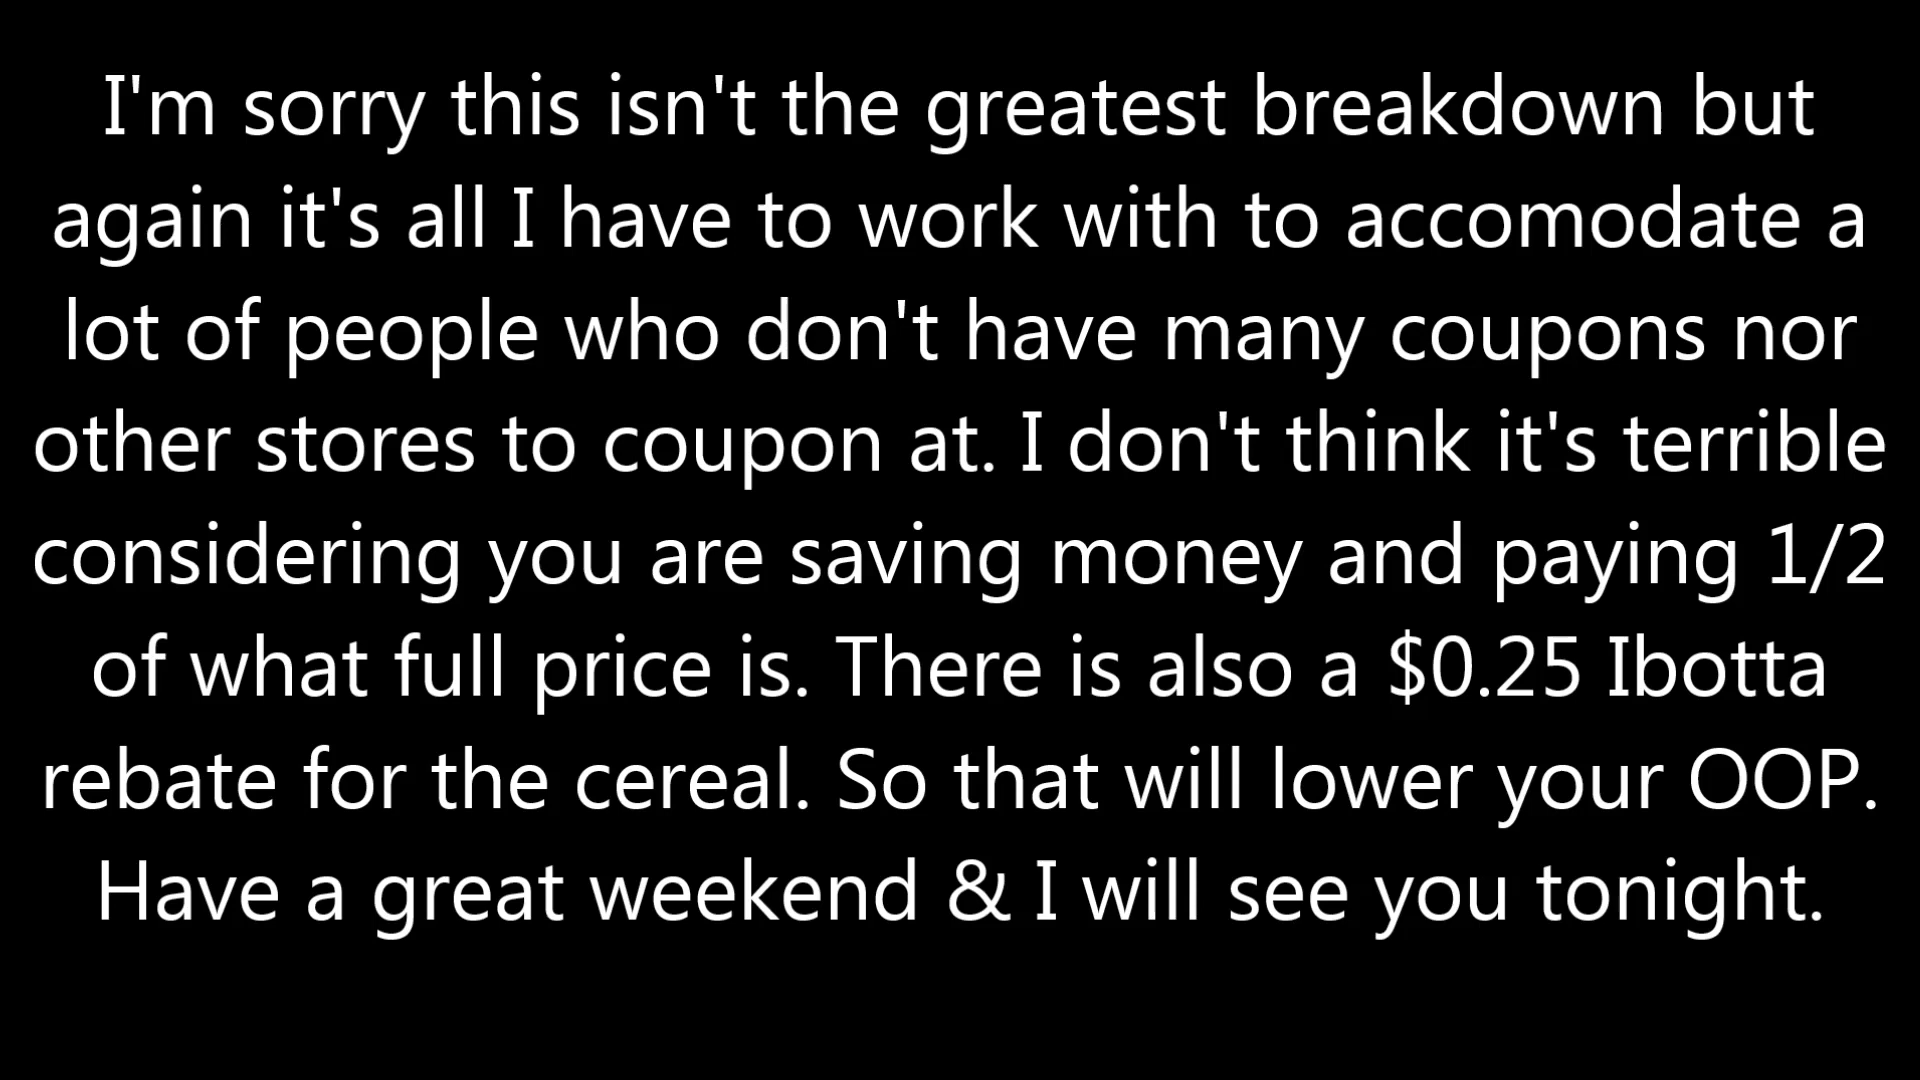 I'm sorry this isn't the greatest breakdown but
again it's all I have to work with to accomodate a
lot of people who don't have many coupons nor
other stores to coupon at. I don't think it's terrible
considering you are saving money and paying 1/2
of what full price is. There is also a $0.25 Ibotta
rebate for the cereal. So that will lower your OOP.
Have a great weekend & I will see you tonight.